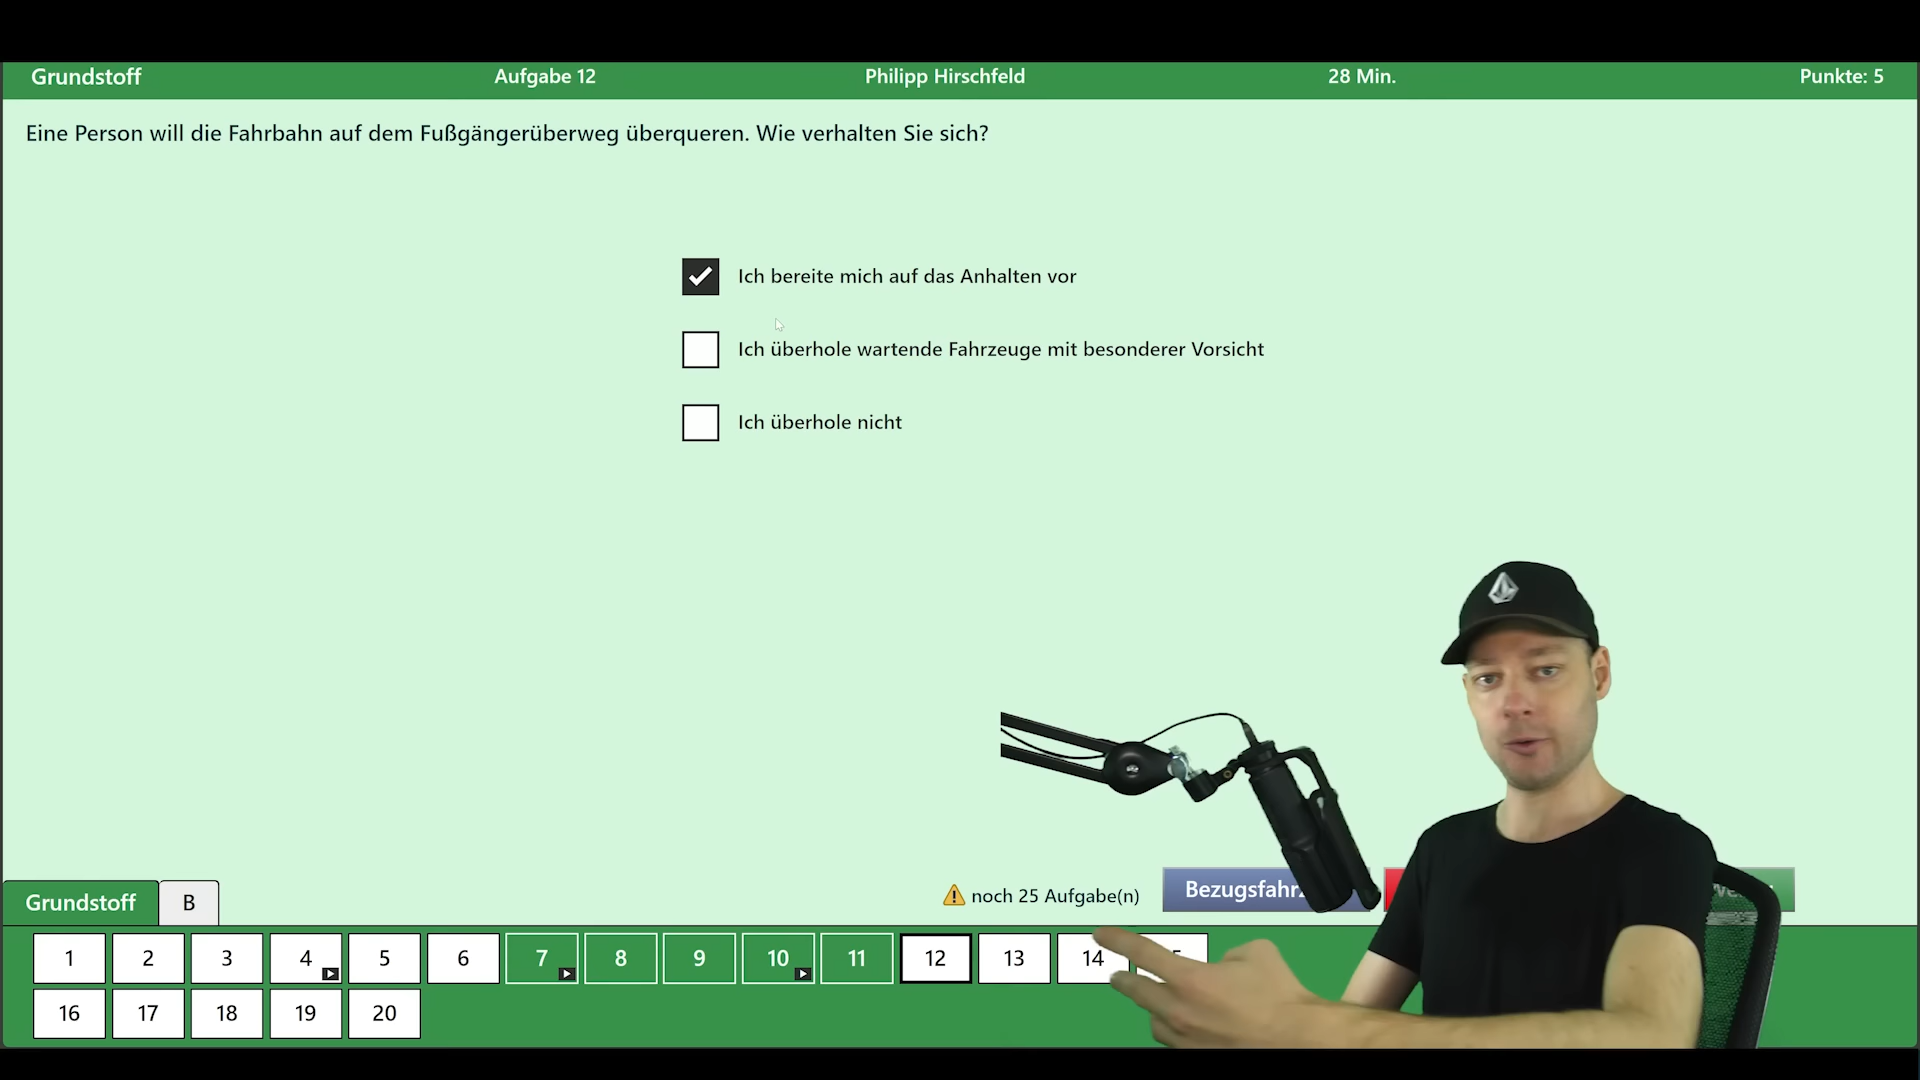 Grundstoff
Aufgabe 12
Philipp Hirschfeld
28 Min.
Punkte: 5
Eine Person will die Fahrbahn auf dem Fußgängerüberweg überqueren. Wie verhalten Sie sich?
Ich bereite mich auf das Anhalten vor
Ich überhole wartende Fahrzeuge mit besonderer Vorsicht
Ich überhole nicht
Grundstoff
B
noch 25 Aufgabe(n)
1 2 3 4 5 6 7 8 9 10 11 12 13 14
16 17 18 19 20